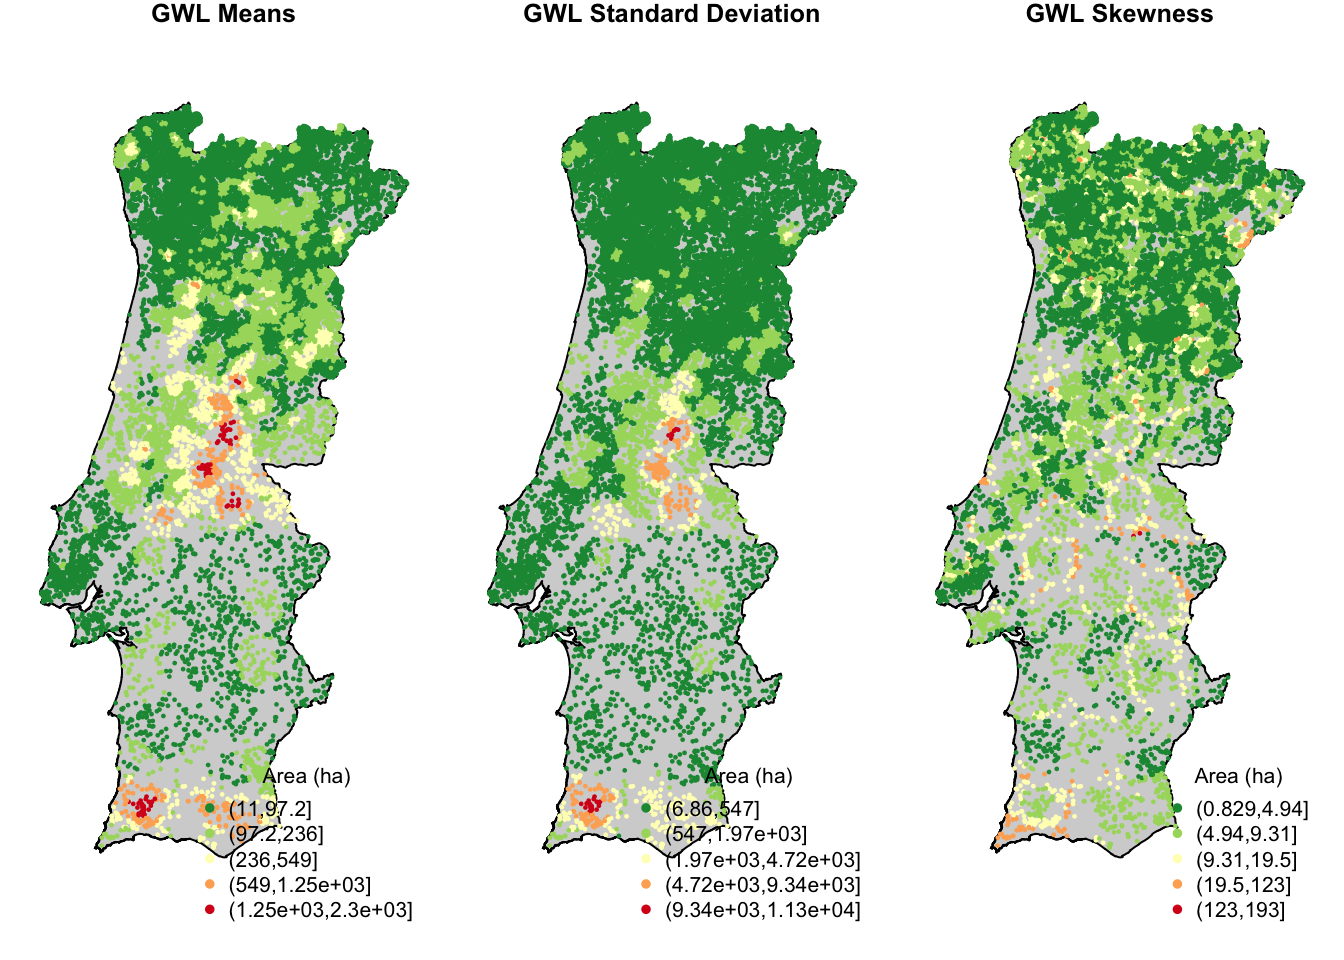 GWL Means
GWL Standard Deviation
GWL Skewness
Area (ha)
(11,97.2]
(97.2,236]
(236,549]
(549,1.25e+03]
(1.25e+03,2.3e+03]
Area (ha)
(6.86,547]
(547,1.97e+03]
(1.97e+03,4.72e+03]
(4.72e+03,9.34e+03]
(9.34e+03,1.13e+04]
Area (ha)
(0.829,4.94]
(4.94,9.31]
(9.31,19.5]
(19.5,123]
(123,193]